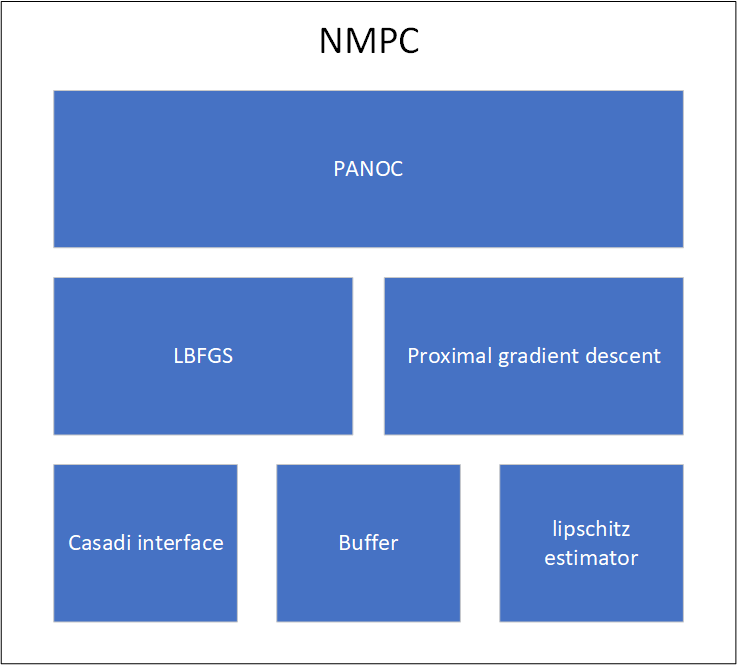 NMPC
PANOC
LBFGS
Proximal gradient descent
Casadi interface
Buffer
lipschitz
estimator